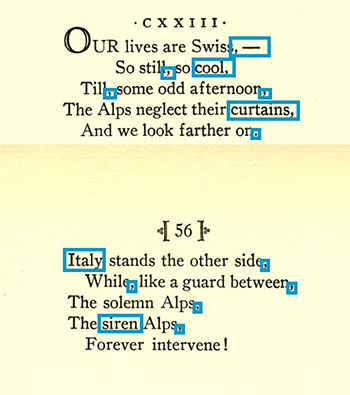 ·CXXIII·
OUR lives are Swiss,—
So still, so cool,
Till, some odd afternoon,
The Alps neglect their curtains,
And we look farther on.
[56]
Italy stands the other side,
While, like a guard between,
The solemn Alps,
The siren Alps,
Forever intervene!